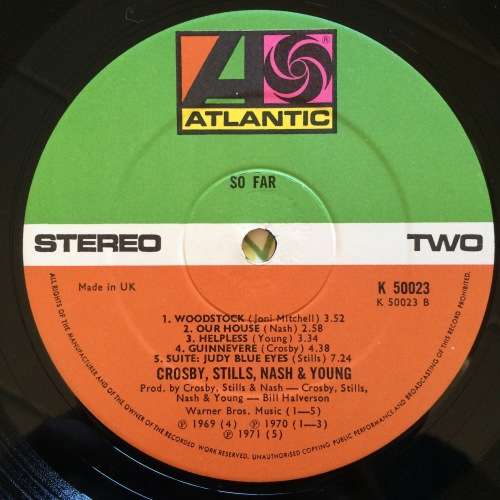 ®
ATLANTIC
SO FAR
STEREO TWO
Made in UK
K 50023
K 50023 B
1. WOODSTOCK (Joni Mitchell) 3.52
2. OUR HOUSE (Nash) 2.58
3. HELPLESS (Young) 3.34
4. GUINNEVERE (Crosby) 4.38
5. SUITE: JUDY BLUE EYES (Stills) 7.24
CROSBY, STILLS, NASH & YOUNG
Prod. by Crosby, Stills & Nash — Crosby, Stills,
Nash & Young — Bill Halverson
Warner Bros. Music (1—5)
℗ 1969 (4) ℗ 1970 (1—3)
℗ 1971 (5)
ALL RIGHTS OF THE MANUFACTURER AND OF THE OWNER OF THE RECORDED WORK RESERVED. UNAUTHORISED COPYING PUBLIC PERFORMANCE AND BROADCASTING OF THIS RECORD PROHIBITED.